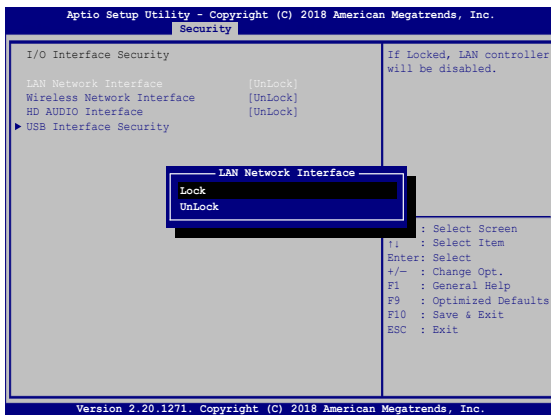 Aptio Setup Utility - Copyright (C) 2018 American Megatrends, Inc.
Security
I/O Interface Security
LAN Network Interface [UnLock]
Wireless Network Interface [UnLock]
HD AUDIO Interface [UnLock]
USB Interface Security
If Locked, LAN controller
will be disabled.
LAN Network Interface
Lock
UnLock
: Select Screen
↑↓ : Select Item
Enter: Select
+/— : Change Opt.
F1 : General Help
F9 : Optimized Defaults
F10 : Save & Exit
ESC : Exit
Version 2.20.1271. Copyright (C) 2018 American Megatrends, Inc.